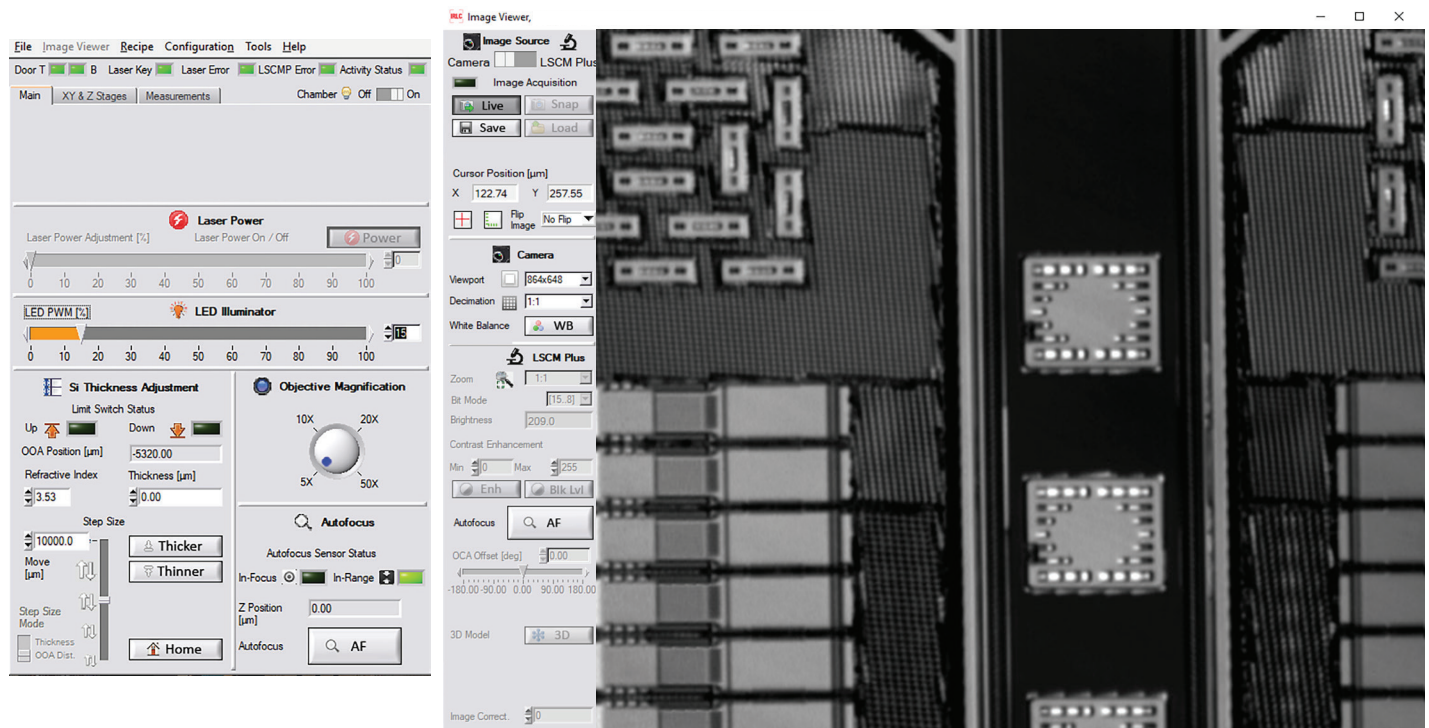 File Image Viewer Recipe Configuration Tools Help
Door T B Laser Key Laser Error LSCMP Error Activity Status
Main XY & Z Stages Measurements Chamber Off On
Laser Power
Laser Power Adjustment [%] Laser Power On / Off Power
0
0 10 20 30 40 50 60 70 80 90 100
LED PWM [%] LED Illuminator
15
0 10 20 30 40 50 60 70 80 90 100
Si Thickness Adjustment
Limit Switch Status
Up Down
OOA Position [µm] -5320.00
Refractive Index Thickness [µm]
3.53 0.00
Step Size
10000.0
Thicker
Move
[µm]
Thinner
Step Size
Mode
Thickness
OOA Dist.
Home
Objective Magnification
10X 20X
5X 50X
Autofocus
Autofocus Sensor Status
In-Focus In-Range
Z Position
[µm]
0.00
Autofocus AF
Image Viewer,
Image Source
Camera LSCM Plus
Image Acquisition
Live Snap
Save Load
Cursor Position [µm]
X 122.74 Y 257.55
Flip
Image
No Flip
Camera
Viewport 864x648
Decimation 1:1
White Balance WB
LSCM Plus
Zoom 1:1
Bit Mode [15..8]
Brightness 209.0
Contrast Enhancement
Min 0 Max 255
Enh Blk Lvl
Autofocus AF
OCA Offset [deg] 0.00
-180.00 -90.00 0.00 90.00 180.00
3D Model 3D
Image Correct. 0